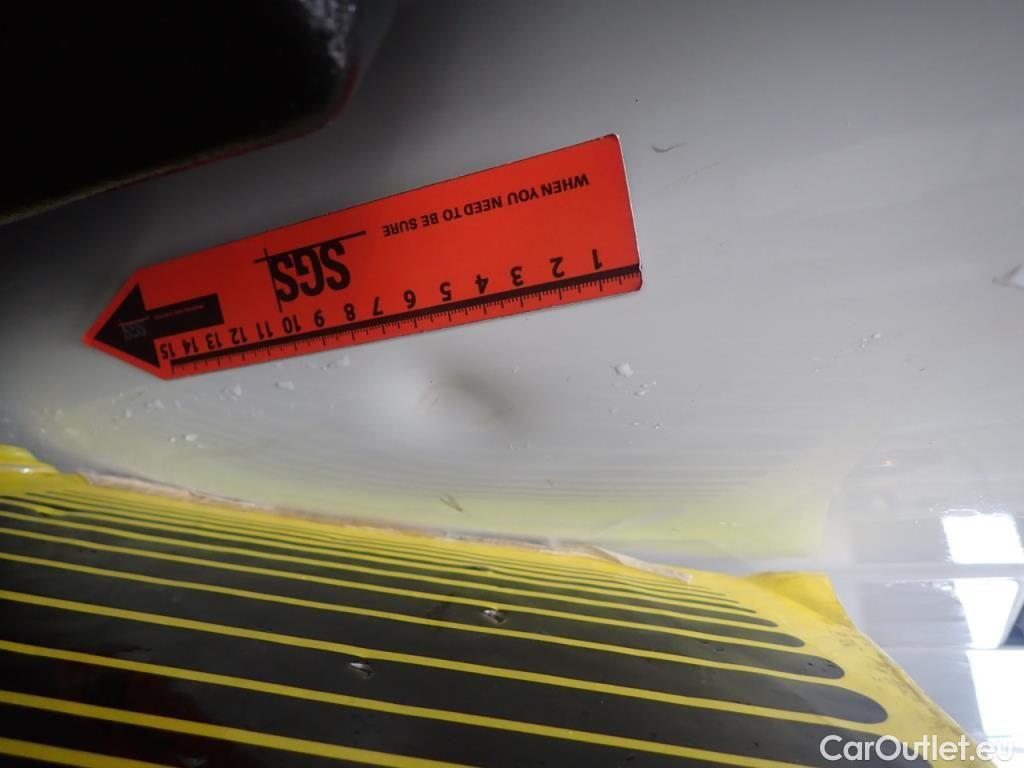 WHEN YOU NEED TO BE SURE
SGS
1 2 3 4 5 6 7 8 9 10 11 12 13 14 15
SGS
CarOutlet.eu